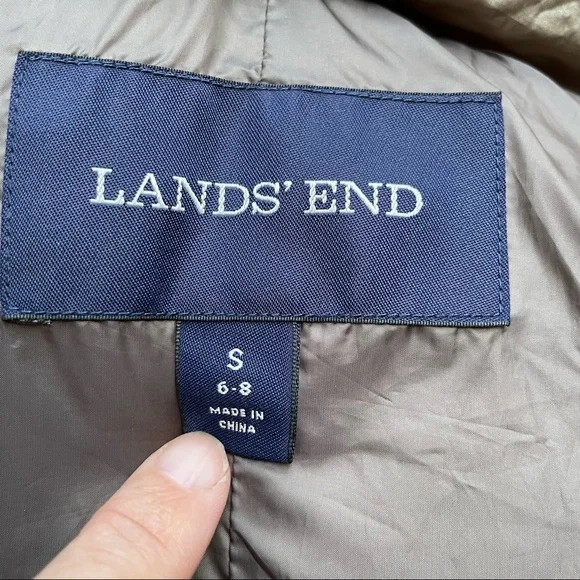 LANDS' END
S
6-8
MADE IN
CHINA